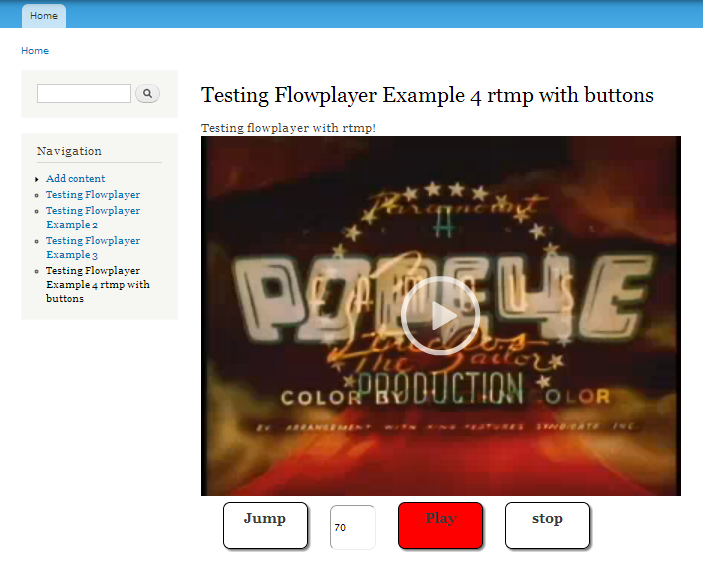 Home
Home
Testing Flowplayer Example 4 rtmp with buttons
Testing flowplayer with rtmp!
Navigation
Add content
Testing Flowplayer
Testing Flowplayer
Example 2
Testing Flowplayer
Example 3
Testing Flowplayer
Example 4 rtmp with
buttons
Paramount
A
POPEYE
The Sailor
PRODUCTION
COLOR BY COLOR
BY ARRANGEMENT WITH KING FEATURES SYNDICATE INC.
Jump
70
Play
stop